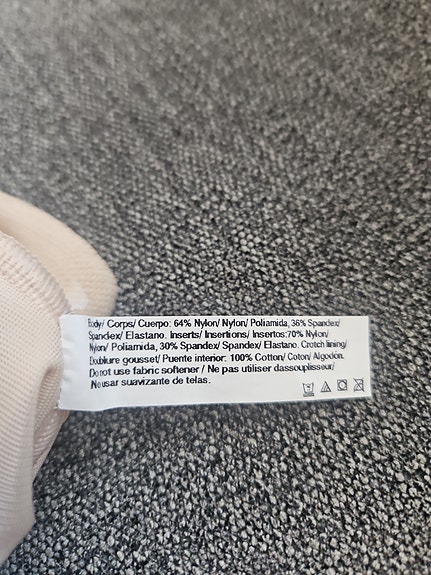 Body/ Corps/ Cuerpo: 64% Nylon/ Nylon/ Poliamida, 36% Spandex/
Spandex/ Elastano. Inserts/ Insertions/ Insertos:70% Nylon/
Nylon/ Poliamida, 30% Spandex/ Spandex/ Elastano. Crotch lining/
Doublure gousset/ Puente interior: 100% Cotton/ Coton/ Algodón.
Do not use fabric softener / Ne pas utiliser dassouplisseur/
No usar suavizante de telas.